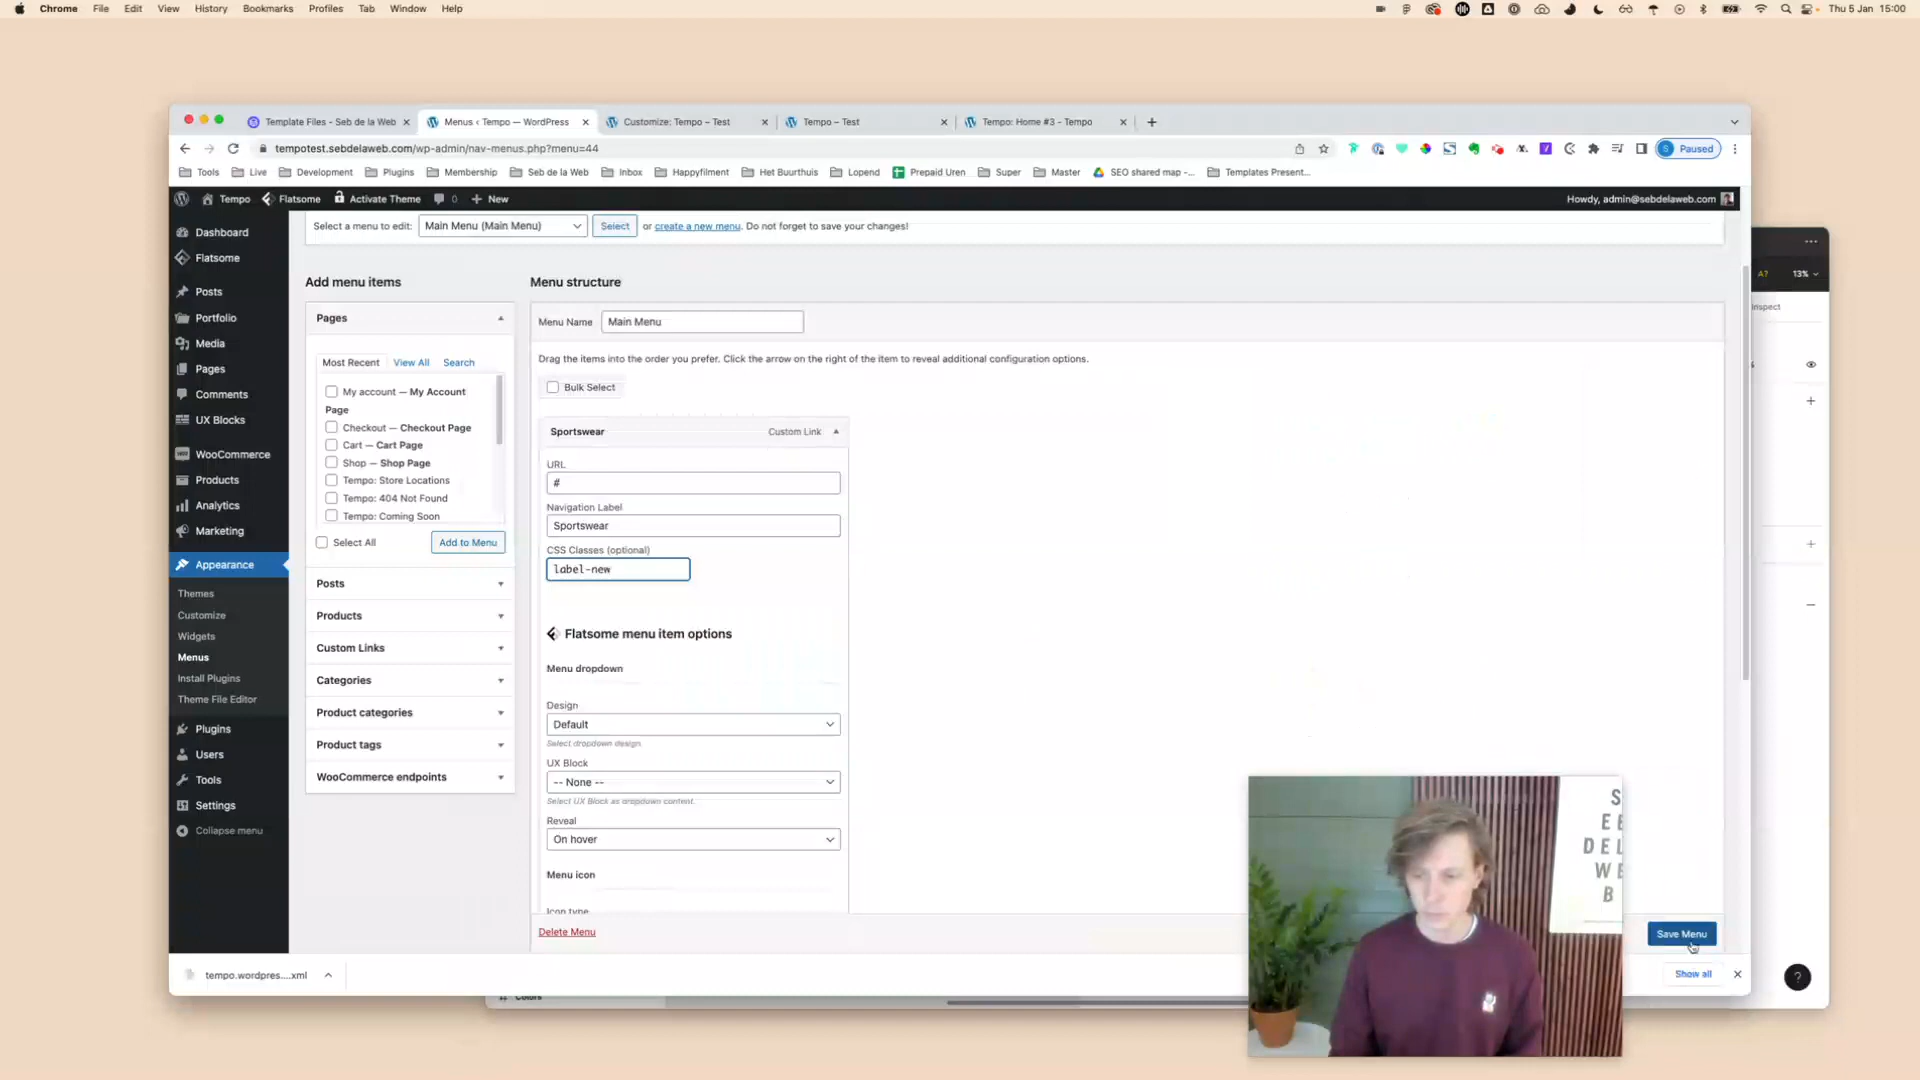 Chrome File Edit View History Bookmarks Profiles Tab Window Help Thu 5 Jan 15:00
Template Files - Seb de la Web Menus ‹ Tempo — WordPress Customize: Tempo – Test Tempo – Test Tempo: Home #3 - Tempo
tempotest.sebdelaweb.com/wp-admin/nav-menus.php?menu=44 S Paused
Tools Live Development Plugins Membership Seb de la Web Inbox Happyfilment Het Buurthuis Lopend Prepaid Uren Super Master SEO shared map -... Templates Present...
Tempo Flatsome Activate Theme 0 New Howdy, admin@sebdelaweb.com
Dashboard
Flatsome
Posts
Portfolio
Media
Pages
Comments
UX Blocks
WooCommerce
Products
Analytics
Marketing
Appearance
Themes
Customize
Widgets
Menus
Install Plugins
Theme File Editor
Plugins
Users
Tools
Settings
Collapse menu
Select a menu to edit: Main Menu (Main Menu) Select or create a new menu. Do not forget to save your changes!
Add menu items
Pages
Most Recent View All Search
My account — My Account
Page
Checkout — Checkout Page
Cart — Cart Page
Shop — Shop Page
Tempo: Store Locations
Tempo: 404 Not Found
Tempo: Coming Soon
Select All Add to Menu
Posts
Products
Custom Links
Categories
Product categories
Product tags
WooCommerce endpoints
Menu structure
Menu Name Main Menu
Drag the items into the order you prefer. Click the arrow on the right of the item to reveal additional configuration options.
Bulk Select
Sportswear Custom Link
URL
#
Navigation Label
Sportswear
CSS Classes (optional)
label-new
Flatsome menu item options
Menu dropdown
Design
Default
Select dropdown design
UX Block
-- None --
Select UX Block as dropdown content.
Reveal
On hover
Menu icon
Icon type
Delete Menu
Save Menu
A? 13%
Inspect
S
E E
D E L
W E
B
tempo.wordpres....xml
Show all
?
Colors